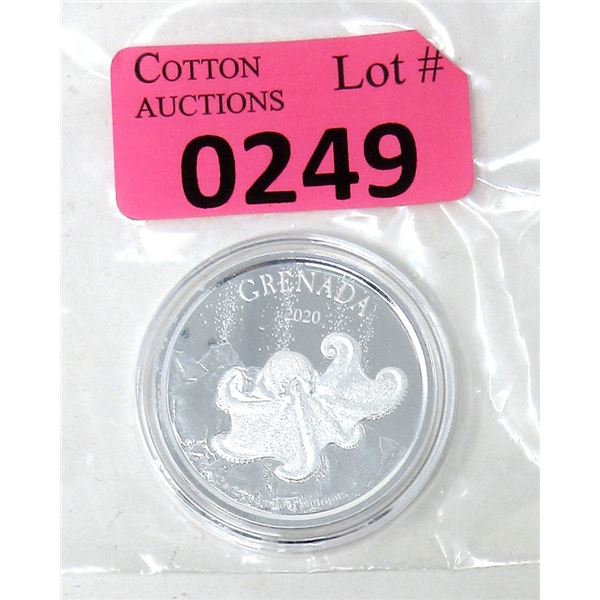 COTTON Lot #
AUCTIONS
0249
GRENADA
2020